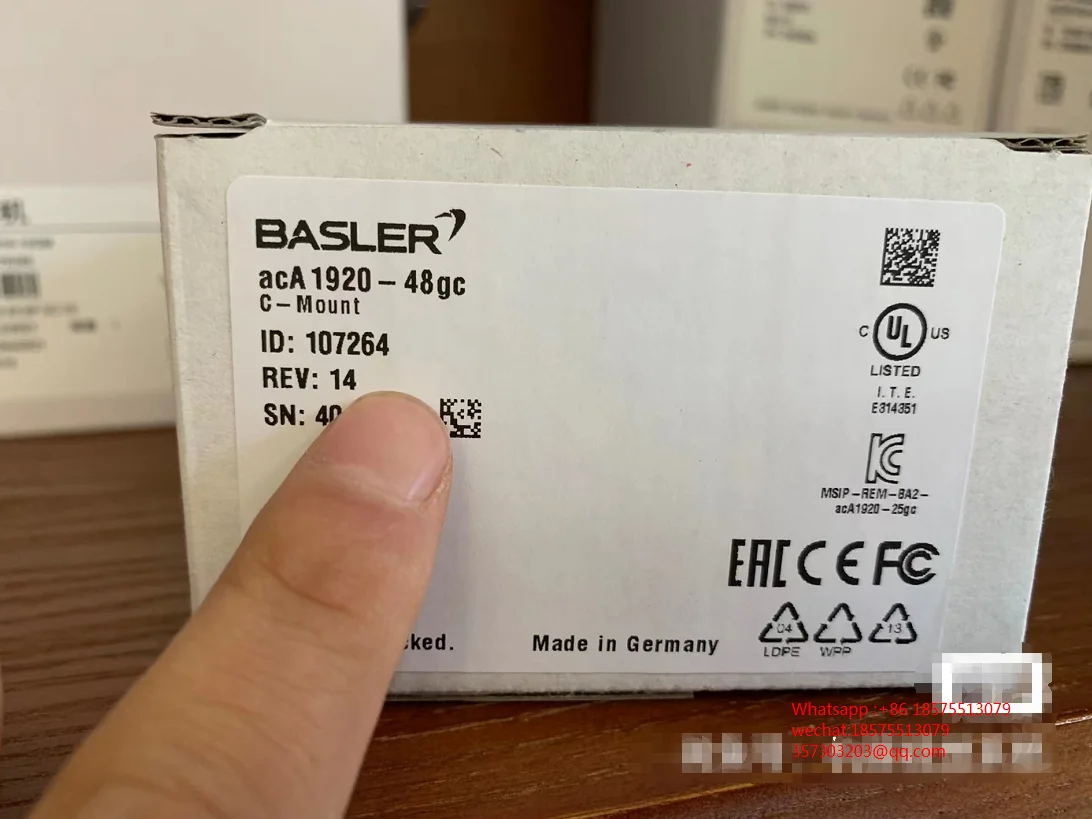 BASLER
acA1920-48gc
C-Mount
ID: 107264
REV: 14
SN: 40
C UL US
LISTED
I. T. E.
E314351
MSIP-REM-BA2-
acA1920-25gc
EAC CE FC
04 13
LDPE WPP
Made in Germany
Whatsapp :+86 18575513079
wechat:18575513079
@qq.com